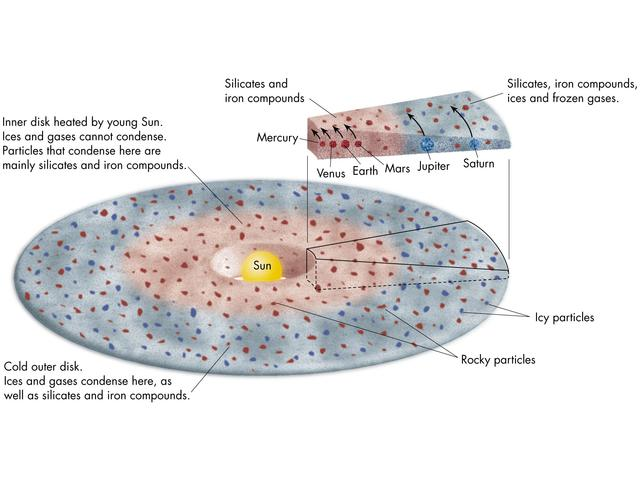 Silicates and
iron compounds
Silicates, iron compounds,
ices and frozen gases.
Inner disk heated by young Sun.
Ices and gases cannot condense.
Particles that condense here are
mainly silicates and iron compounds.
Mercury
Venus
Earth
Mars
Jupiter
Saturn
Sun
Icy particles
Rocky particles
Cold outer disk.
Ices and gases condense here, as
well as silicates and iron compounds.